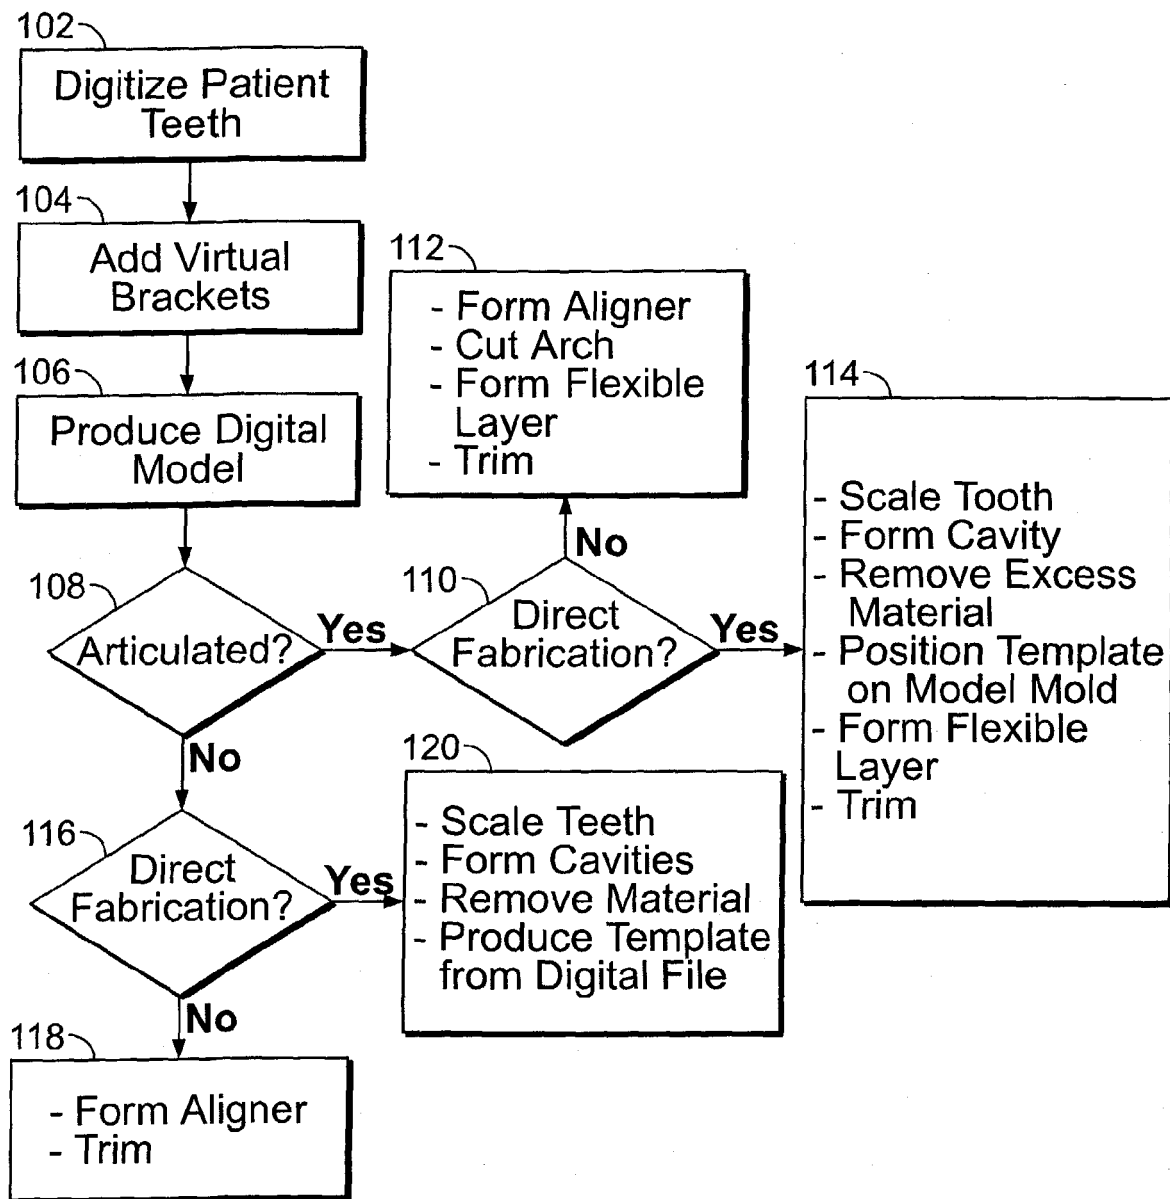 102
Digitize Patient
Teeth
104
Add Virtual
Brackets
106
Produce Digital
Model
108
Articulated?
Yes
No
110
Direct
Fabrication?
No
Yes
112
- Form Aligner
- Cut Arch
- Form Flexible
Layer
- Trim
114
- Scale Tooth
- Form Cavity
- Remove Excess
Material
- Position Template
on Model Mold
- Form Flexible
Layer
- Trim
116
Direct
Fabrication?
Yes
No
120
- Scale Teeth
- Form Cavities
- Remove Material
- Produce Template
from Digital File
118
- Form Aligner
- Trim